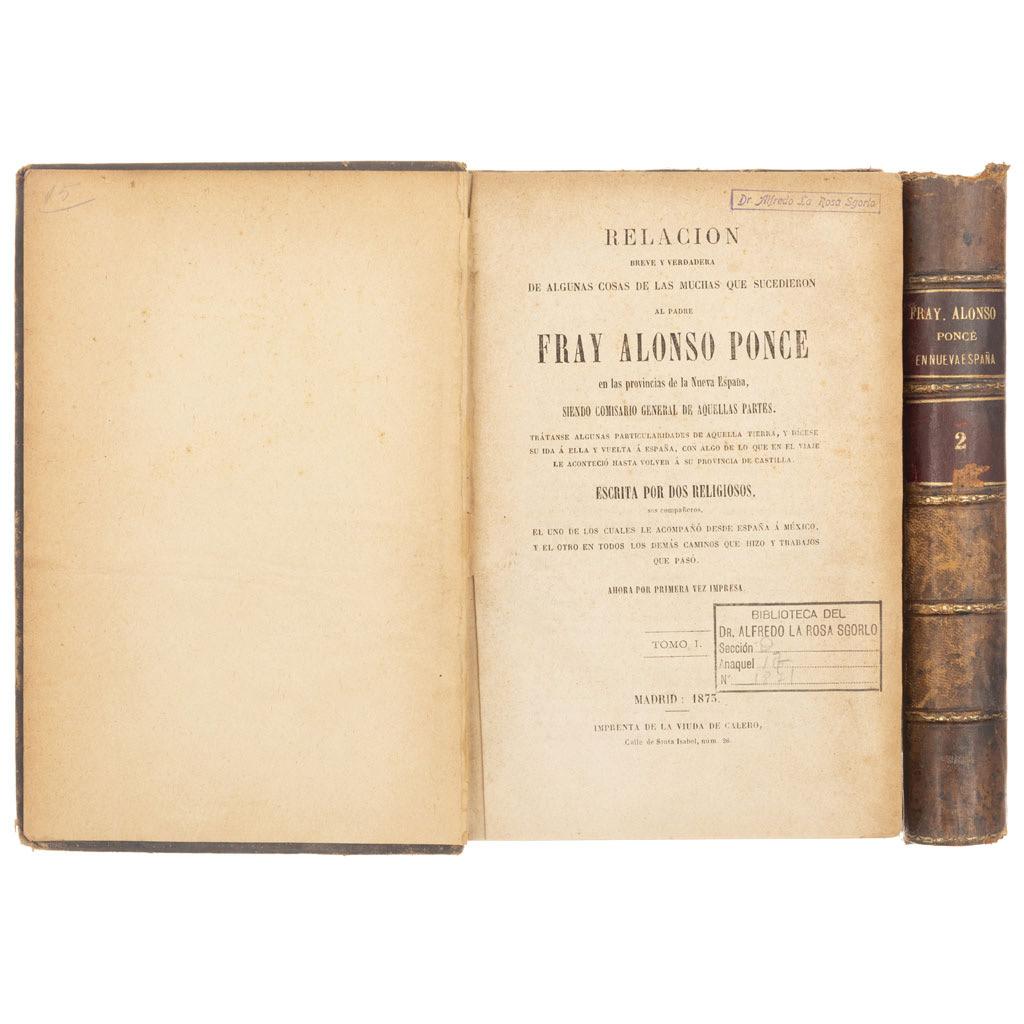 15
Dr. Alfredo La Rosa Sgorlo
RELACION
BREVE Y VERDADERA
DE ALGUNAS COSAS DE LAS MUCHAS QUE SUCEDIERON
AL PADRE
FRAY ALONSO PONCE
en las provincias de la Nueva España,
SIENDO COMISARIO GENERAL DE AQUELLAS PARTES.
TRÁTANSE ALGUNAS PARTICULARIDADES DE AQUELLA TIERRA, Y DÍCESE
SU IDA Á ELLA Y VUELTA Á ESPAÑA, CON ALGO DE LO QUE EN EL VIAJE
LE ACONTECIÓ HASTA VOLVER Á SU PROVINCIA DE CASTILLA.
ESCRITA POR DOS RELIGIOSOS,
sus compañeros,
EL UNO DE LOS CUALES LE ACOMPAÑÓ DESDE ESPAÑA Á MÉXICO,
Y EL OTRO EN TODOS LOS DEMÁS CAMINOS QUE HIZO Y TRABAJOS
QUE PASÓ.
AHORA POR PRIMERA VEZ IMPRESA.
TOMO I.
BIBLIOTECA DEL
DR. ALFREDO LA ROSA SGORLO
Sección
Anaquel
N°
MADRID: 1873.
IMPRENTA DE LA VIUDA DE CALERO,
Calle de Santa Isabel, núm. 26.
FRAY. ALONSO
PONCE
EN NUEVA ESPAÑA
2